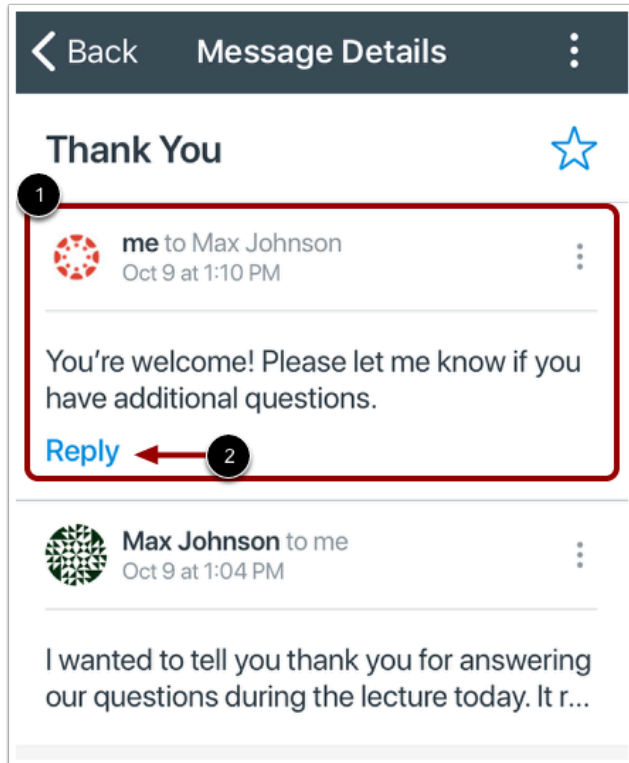 Back Message Details
Thank You
1
me to Max Johnson
Oct 9 at 1:10 PM
You're welcome! Please let me know if you
have additional questions.
Reply 2
Max Johnson to me
Oct 9 at 1:04 PM
I wanted to tell you thank you for answering
our questions during the lecture today. It r...